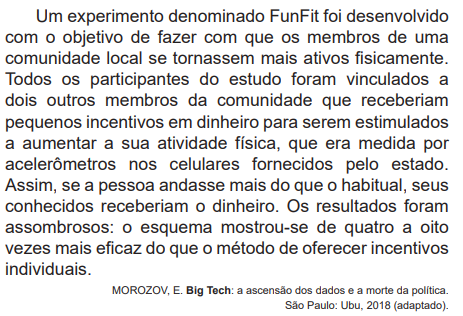 Um experimento denominado FunFit foi desenvolvido
com o objetivo de fazer com que os membros de uma
comunidade local se tornassem mais ativos fisicamente.
Todos os participantes do estudo foram vinculados a
dois outros membros da comunidade que receberiam
pequenos incentivos em dinheiro para serem estimulados
a aumentar a sua atividade física, que era medida por
acelerômetros nos celulares fornecidos pelo estado.
Assim, se a pessoa andasse mais do que o habitual, seus
conhecidos receberiam o dinheiro. Os resultados foram
assombrosos: o esquema mostrou-se de quatro a oito
vezes mais eficaz do que o método de oferecer incentivos
individuais.
MOROZOV, E. Big Tech: a ascensão dos dados e a morte da política.
São Paulo: Ubu, 2018 (adaptado).